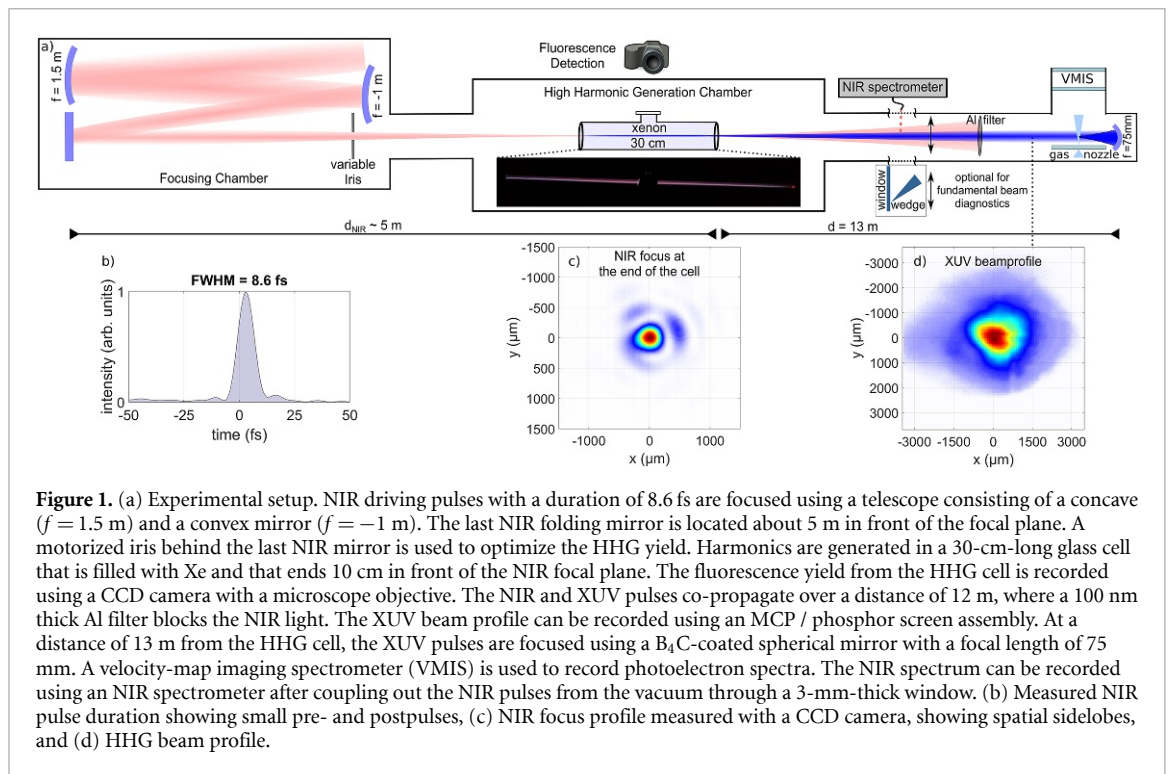 a)
f = 1.5 m
f = -1 m
variable
Iris
Focusing Chamber
Fluorescence
Detection
High Harmonic Generation Chamber
xenon
30 cm
NIR spectrometer
Al filter
VMIS
gas nozzle
f =75mm
window
wedge
optional for
fundamental beam
diagnostics
dNIR ~ 5 m
d = 13 m
b)
FWHM = 8.6 fs
intensity (arb. units)
1
0
-50 -25 0 25 50
time (fs)
c)
NIR focus at
the end of the cell
-1500
-1000
-500
0
500
1000
1500
y (µm)
-1000 0 1000
x (µm)
d)
XUV beamprofile
-3000
-2000
-1000
0
1000
2000
3000
y (µm)
-3000 -1500 0 1500 3000
x (µm)
Figure 1. (a) Experimental setup. NIR driving pulses with a duration of 8.6 fs are focused using a telescope consisting of a concave
(f = 1.5 m) and a convex mirror (f = −1 m). The last NIR folding mirror is located about 5 m in front of the focal plane. A
motorized iris behind the last NIR mirror is used to optimize the HHG yield. Harmonics are generated in a 30-cm-long glass cell
that is filled with Xe and that ends 10 cm in front of the NIR focal plane. The fluorescence yield from the HHG cell is recorded
using a CCD camera with a microscope objective. The NIR and XUV pulses co-propagate over a distance of 12 m, where a 100 nm
thick Al filter blocks the NIR light. The XUV beam profile can be recorded using an MCP / phosphor screen assembly. At a
distance of 13 m from the HHG cell, the XUV pulses are focused using a B₄C-coated spherical mirror with a focal length of 75
mm. A velocity-map imaging spectrometer (VMIS) is used to record photoelectron spectra. The NIR spectrum can be recorded
using an NIR spectrometer after coupling out the NIR pulses from the vacuum through a 3-mm-thick window. (b) Measured NIR
pulse duration showing small pre- and postpulses, (c) NIR focus profile measured with a CCD camera, showing spatial sidelobes,
and (d) HHG beam profile.